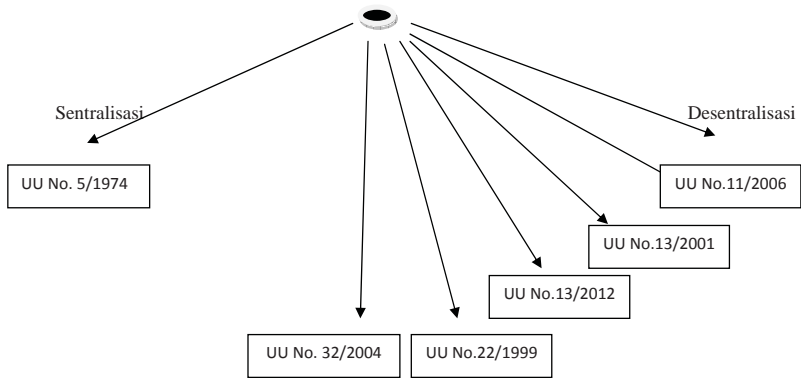 Sentralisasi
Desentralisasi
UU No. 5/1974
UU No.11/2006
UU No.13/2001
UU No.13/2012
UU No. 32/2004
UU No.22/1999